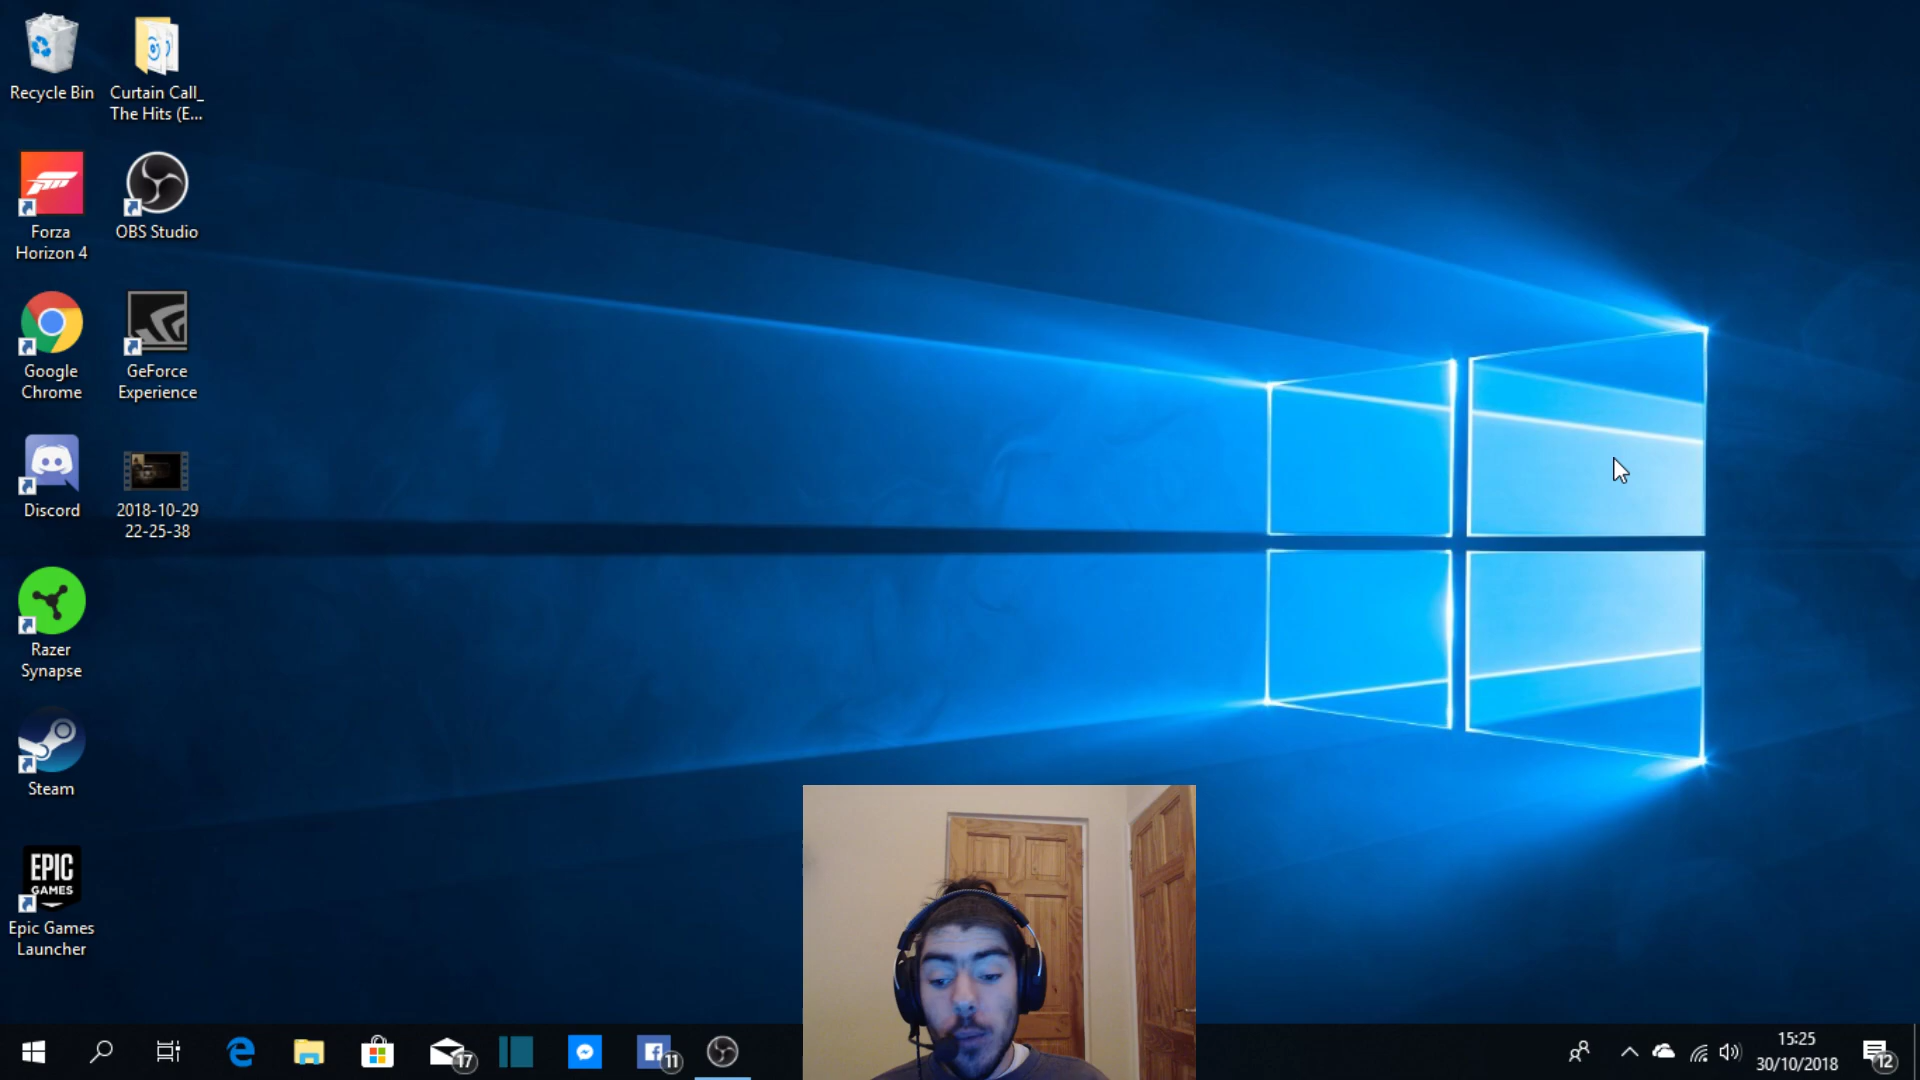 Recycle Bin
Curtain Call_
The Hits (E...
Forza
Horizon 4
OBS Studio
Google
Chrome
GeForce
Experience
Discord
2018-10-29
22-25-38
Razer
Synapse
Steam
EPIC
GAMES
Epic Games
Launcher
17
11
15:25
30/10/2018
12